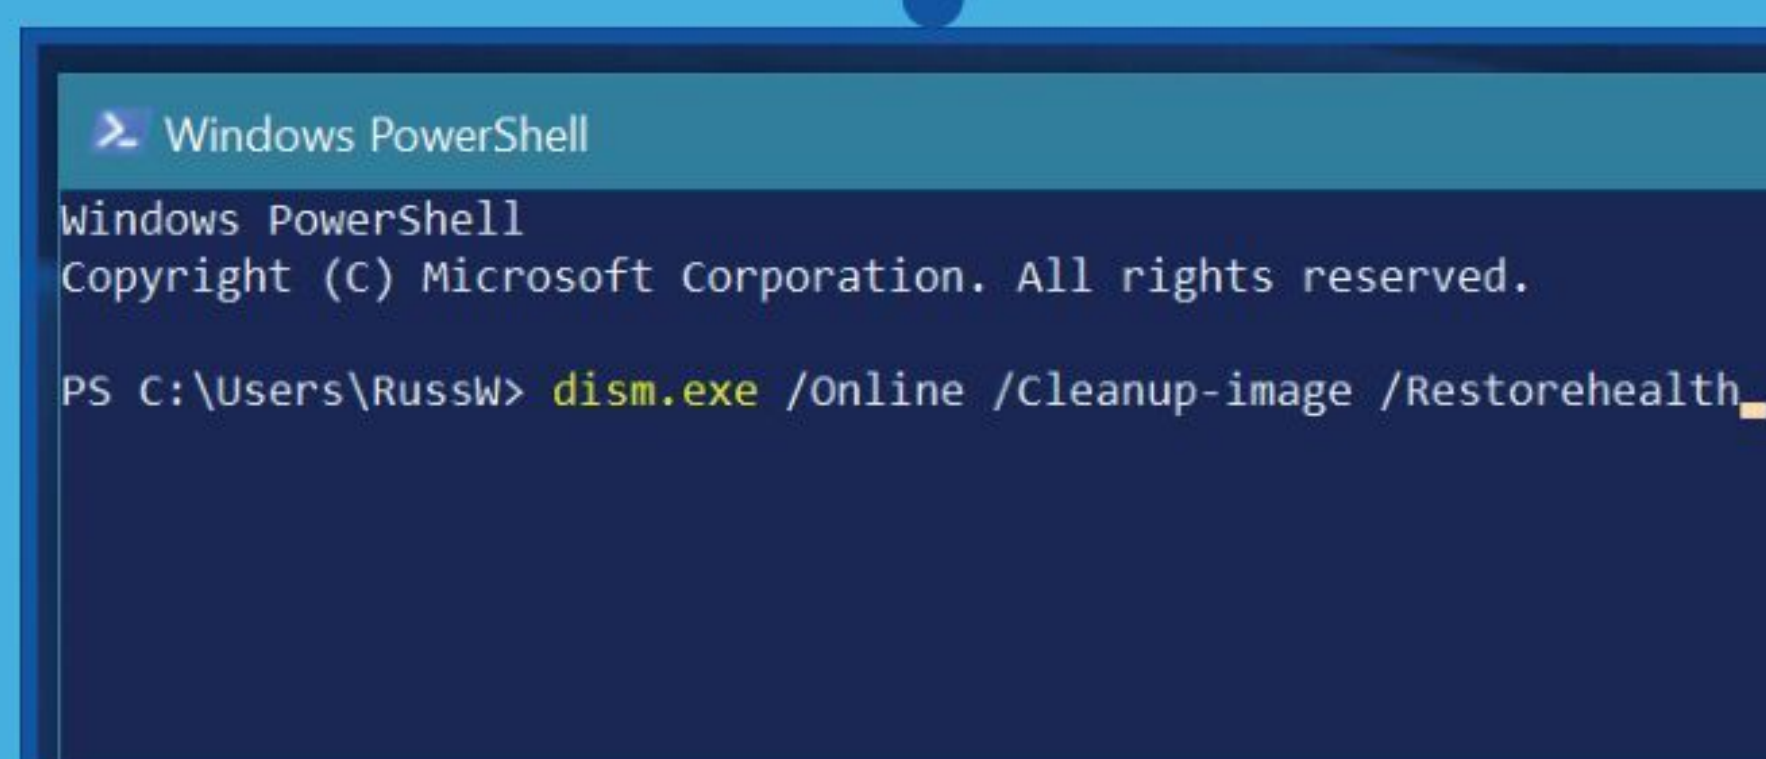 Windows PowerShell
Windows PowerShell
Copyright (C) Microsoft Corporation. All rights reserved.
PS C:\Users\RussW> dism.exe /Online /Cleanup-image /Restorehealth